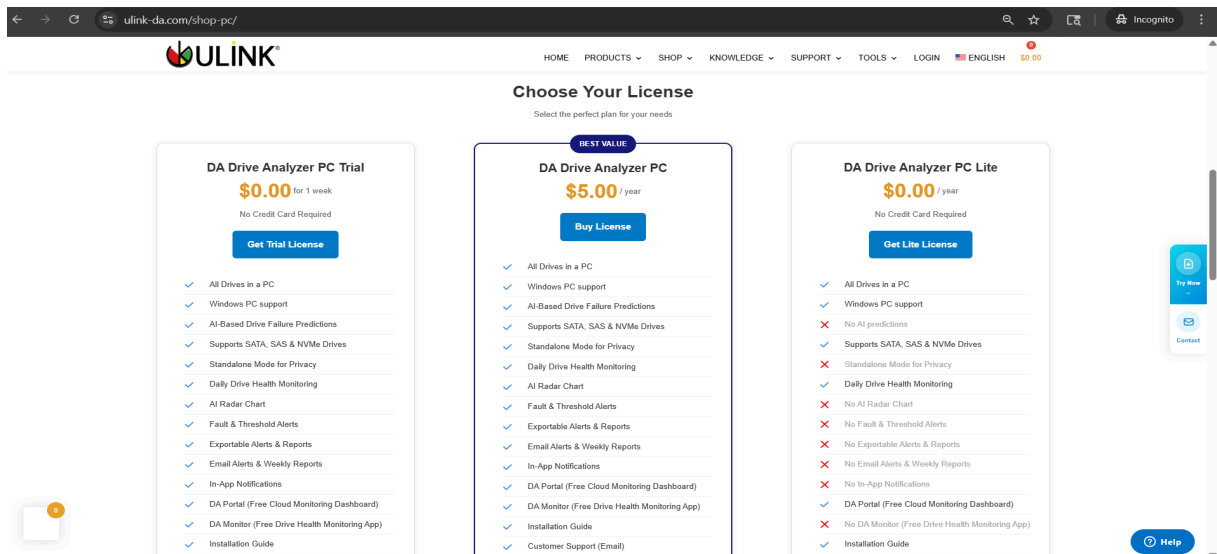 ulink-da.com/shop-pc/
Incognito
ULINK®
HOME PRODUCTS SHOP KNOWLEDGE SUPPORT TOOLS LOGIN ENGLISH 0 $0.00
Choose Your License
Select the perfect plan for your needs
DA Drive Analyzer PC Trial
$0.00 for 1 week
No Credit Card Required
Get Trial License
All Drives in a PC
Windows PC support
AI-Based Drive Failure Predictions
Supports SATA, SAS & NVMe Drives
Standalone Mode for Privacy
Daily Drive Health Monitoring
AI Radar Chart
Fault & Threshold Alerts
Exportable Alerts & Reports
Email Alerts & Weekly Reports
In-App Notifications
DA Portal (Free Cloud Monitoring Dashboard)
DA Monitor (Free Drive Health Monitoring App)
Installation Guide
BEST VALUE
DA Drive Analyzer PC
$5.00 / year
Buy License
All Drives in a PC
Windows PC support
AI-Based Drive Failure Predictions
Supports SATA, SAS & NVMe Drives
Standalone Mode for Privacy
Daily Drive Health Monitoring
AI Radar Chart
Fault & Threshold Alerts
Exportable Alerts & Reports
Email Alerts & Weekly Reports
In-App Notifications
DA Portal (Free Cloud Monitoring Dashboard)
DA Monitor (Free Drive Health Monitoring App)
Installation Guide
Customer Support (Email)
DA Drive Analyzer PC Lite
$0.00 / year
No Credit Card Required
Get Lite License
All Drives in a PC
Windows PC support
No AI predictions
Supports SATA, SAS & NVMe Drives
Standalone Mode for Privacy
Daily Drive Health Monitoring
No AI Radar Chart
No Fault & Threshold Alerts
No Exportable Alerts & Reports
No Email Alerts & Weekly Reports
No In-App Notifications
DA Portal (Free Cloud Monitoring Dashboard)
No DA Monitor (Free Drive Health Monitoring App)
Installation Guide
Try Now
Contact
0
Help